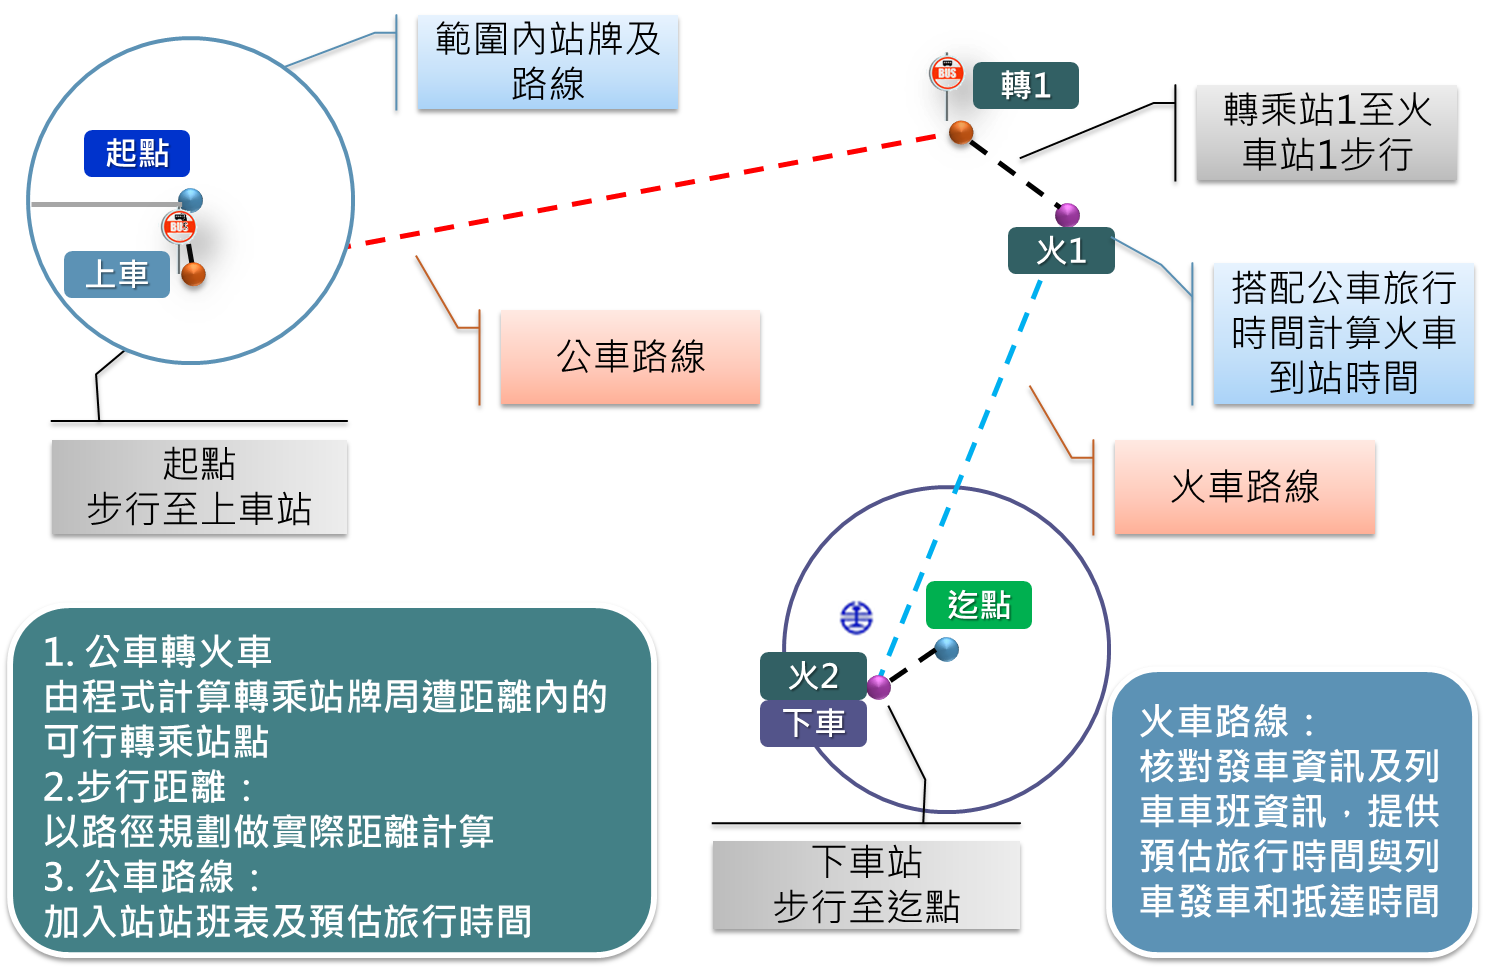 範圍內站牌及
路線
BUS
轉1
轉乘站1至火
車站1步行
起點
BUS
上車
火1
搭配公車旅行
時間計算火車
到站時間
公車路線
起點
步行至上車站
火車路線
迄點
火2
下車
1. 公車轉火車
由程式計算轉乘站牌周遭距離內的
可行轉乘站點
2.步行距離：
以路徑規劃做實際距離計算
3. 公車路線：
加入站站班表及預估旅行時間
下車站
步行至迄點
火車路線：
核對發車資訊及列
車車班資訊，提供
預估旅行時間與列
車發車和抵達時間